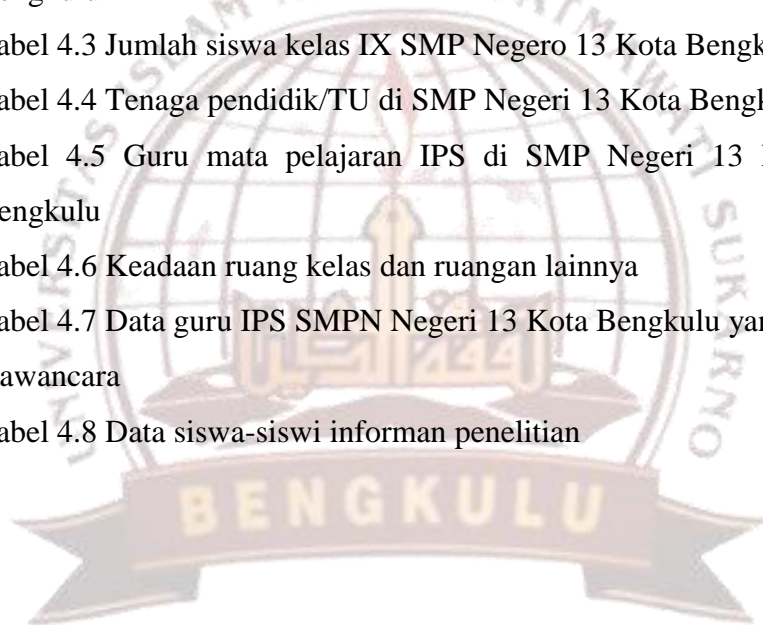 abel 4.3 Jumlah siswa kelas IX SMP Negero 13 Kota Bengk
abel 4.4 Tenaga pendidik/TU di SMP Negeri 13 Kota Bengk
abel 4.5 Guru mata pelajaran IPS di SMP Negeri 13
engkulu
abel 4.6 Keadaan ruang kelas dan ruangan lainnya
abel 4.7 Data guru IPS SMPN Negeri 13 Kota Bengkulu yan
awancara
abel 4.8 Data siswa-siswi informan penelitian
SUKARNO
BENGKULU